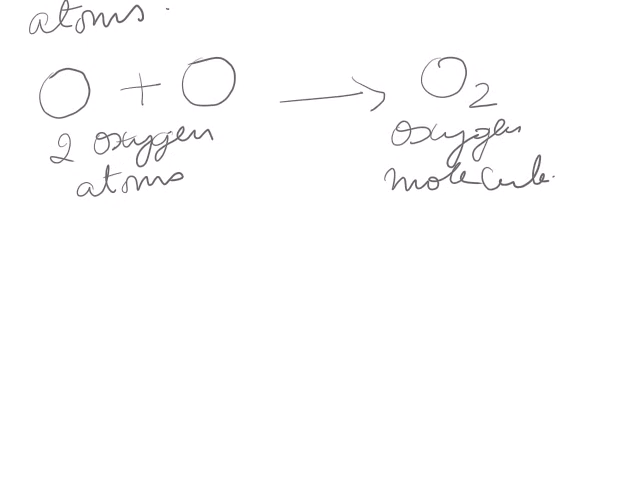 atoms.
O + O → O2
2 oxygen
atoms
oxygen
molecule.